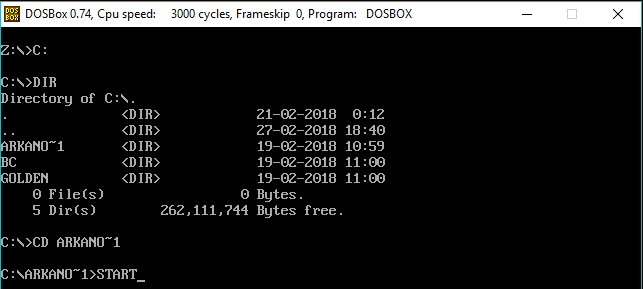 DOS
BOX
DOSBox 0.74, Cpu speed: 3000 cycles, Frameskip 0, Program: DOSBOX
Z:\>C:
C:\>DIR
Directory of C:\.
. <DIR> 21-02-2018 0:12
.. <DIR> 27-02-2018 18:40
ARKANO~1 <DIR> 19-02-2018 10:59
BC <DIR> 19-02-2018 11:00
GOLDEN <DIR> 19-02-2018 11:00
0 File(s) 0 Bytes.
5 Dir(s) 262,111,744 Bytes free.
C:\>CD ARKANO~1
C:\ARKANO~1>START_